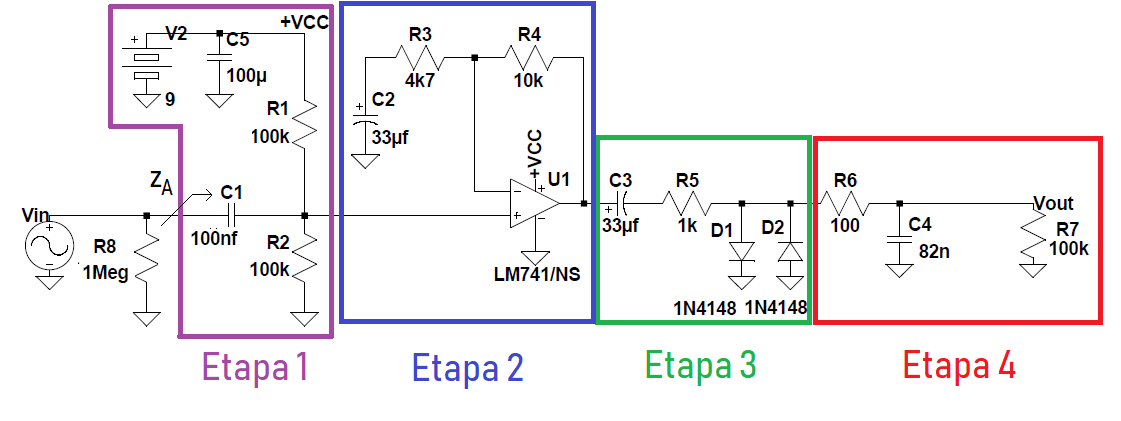 V2
C5
100µ
9
+VCC
R1
100k
ZA
C1
100nf
Vin
R8
1Meg
R2
100k
R3
4k7
R4
10k
C2
33µf
+VCC
U1
LM741/NS
C3
33µf
R5
1k
D1
D2
1N4148
1N4148
R6
100
C4
82n
Vout
R7
100k
Etapa 1
Etapa 2
Etapa 3
Etapa 4